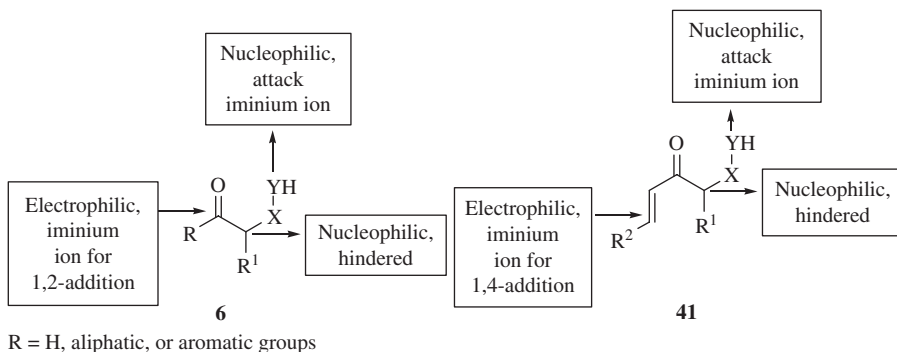 Nucleophilic,
attack
iminium ion
YH
X
O
R
R¹
Electrophilic,
iminium
ion for
1,2-addition
Nucleophilic,
hindered
6
R = H, aliphatic, or aromatic groups
Nucleophilic,
attack
iminium ion
YH
X
O
R²
R¹
Electrophilic,
iminium
ion for
1,4-addition
Nucleophilic,
hindered
41